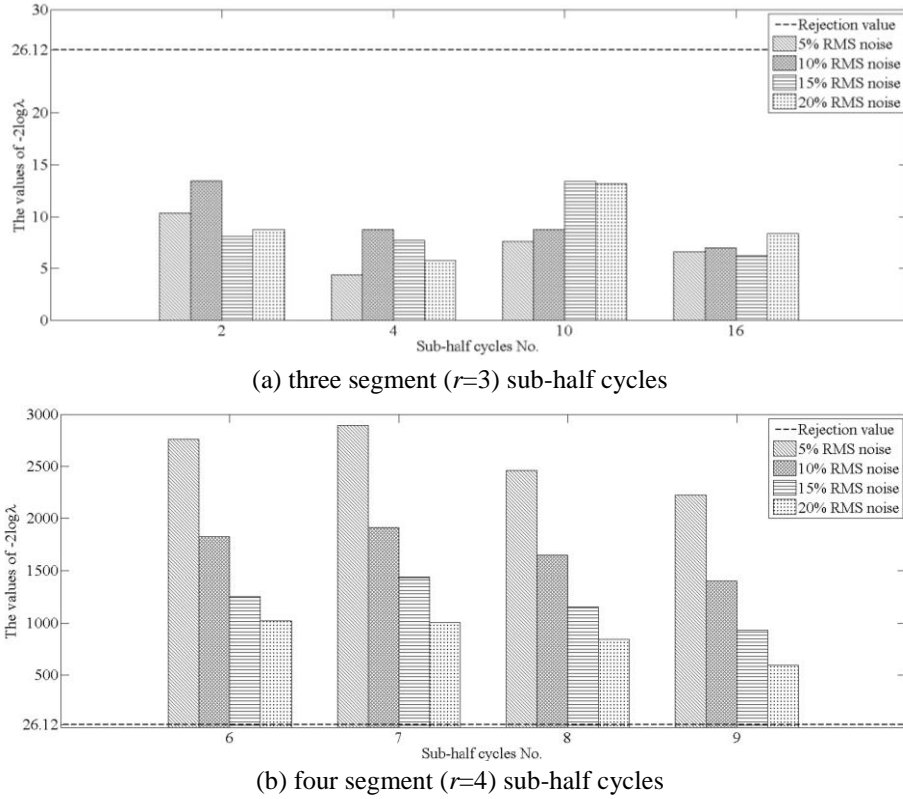 30
26.12
20
15
10
5
0
The values of -2logλ
Rejection value
5% RMS noise
10% RMS noise
15% RMS noise
20% RMS noise
2 4 10 16
Sub-half cycles No.
(a) three segment (r=3) sub-half cycles
3000
2500
2000
1500
1000
500
26.12
The values of -2logλ
Rejection value
5% RMS noise
10% RMS noise
15% RMS noise
20% RMS noise
6 7 8 9
Sub-half cycles No.
(b) four segment (r=4) sub-half cycles